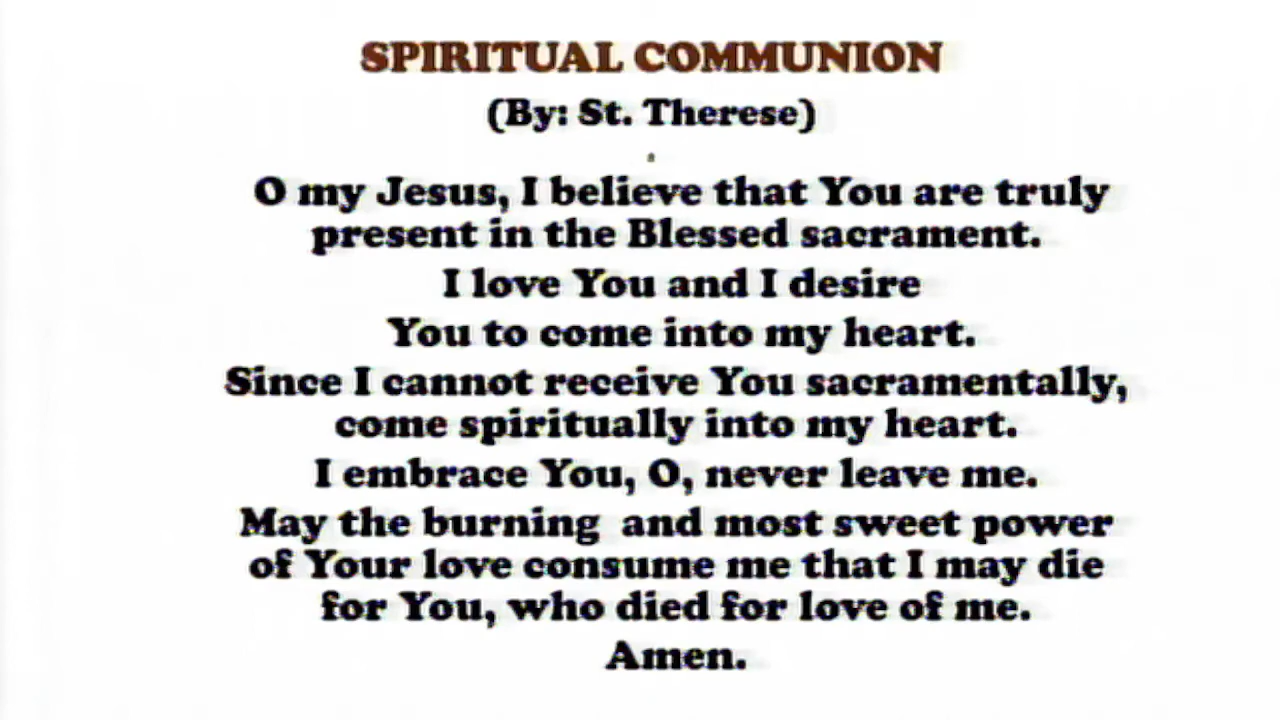 SPIRITUAL COMMUNION
(By: St. Therese)
.
O my Jesus, I believe that You are truly
present in the Blessed sacrament.
I love You and I desire
You to come into my heart.
Since I cannot receive You sacramentally,
come spiritually into my heart.
I embrace You, O, never leave me.
May the burning  and most sweet power
of Your love consume me that I may die
for You, who died for love of me.
Amen.